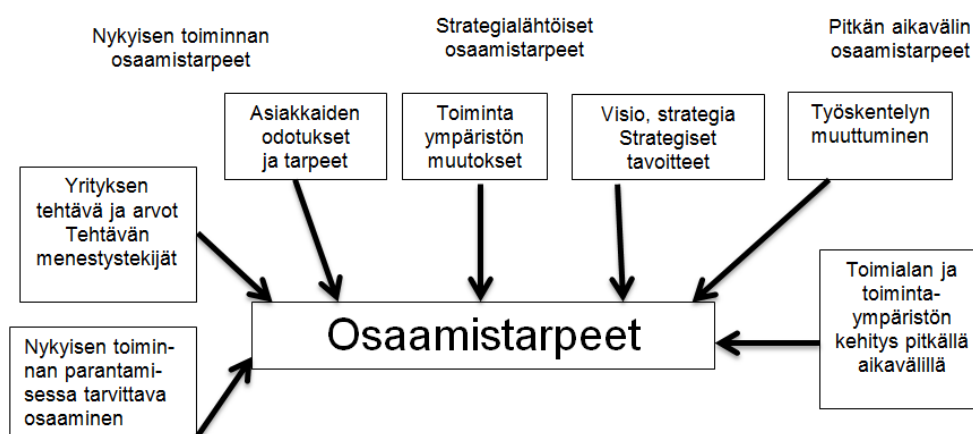 Nykyisen toiminnan
osaamistarpeet
Strategialähtöiset
osaamistarpeet
Pitkän aikavälin
osaamistarpeet
Asiakkaiden
odotukset
ja tarpeet
Toiminta
ympäristön
muutokset
Visio, strategia
Strategiset
tavoitteet
Työskentelyn
muuttuminen
Yrityksen
tehtävä ja arvot
Tehtävän
menestystekijät
Toimialan ja
toiminta-
ympäristön
kehitys pitkällä
aikavälillä
Osaamistarpeet
Nykyisen toimin-
nan parantami-
sessa tarvittava
osaaminen